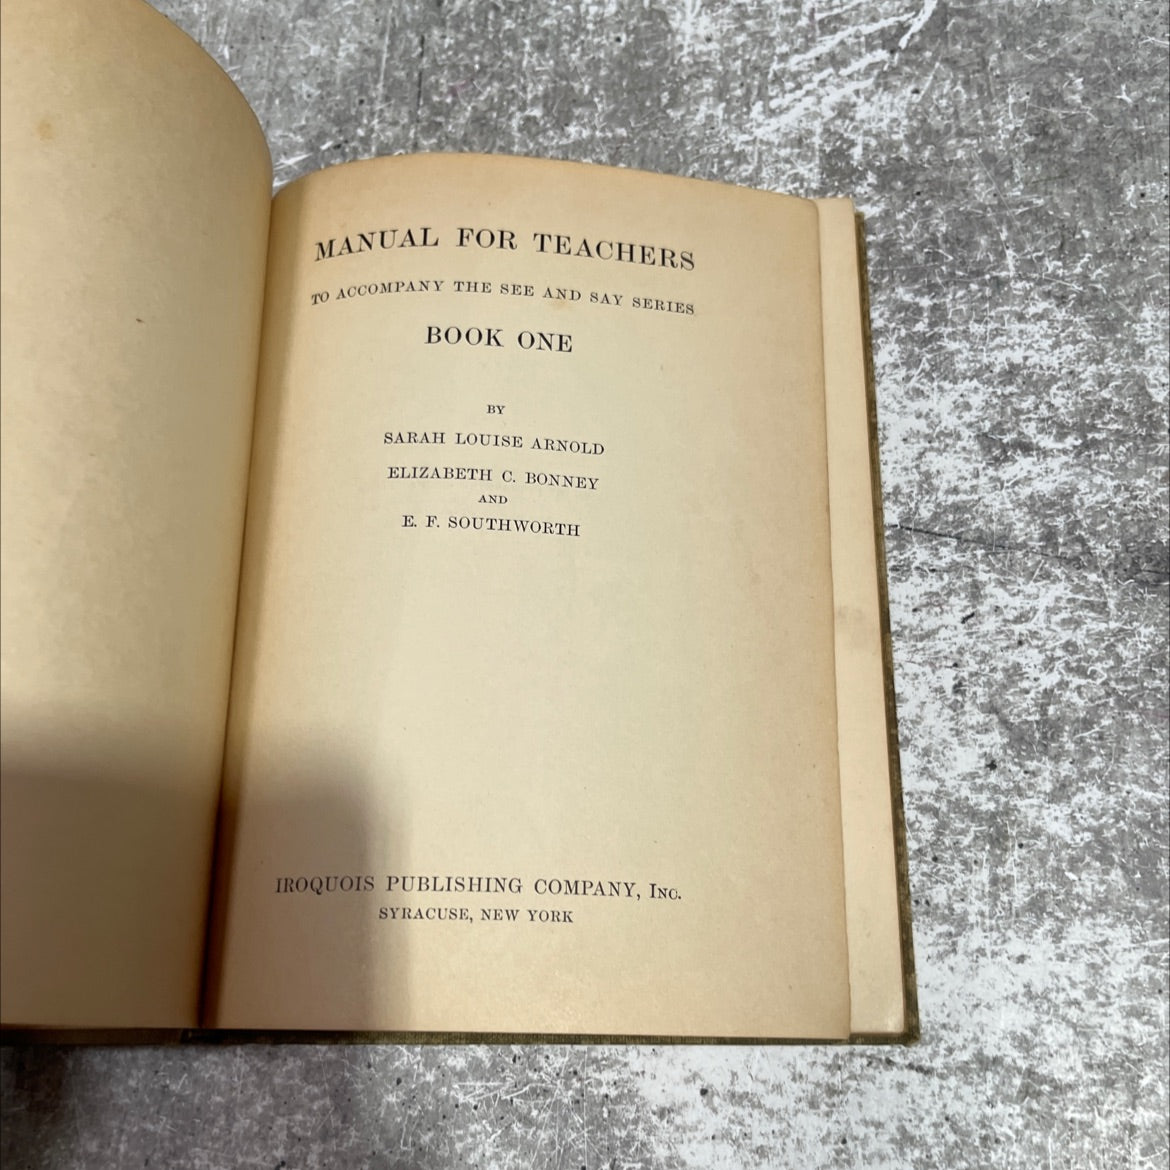 MANUAL FOR TEACHERS
TO ACCOMPANY THE SEE AND SAY SERIES
BOOK ONE
BY
SARAH LOUISE ARNOLD
ELIZABETH C. BONNEY
AND
E. F. SOUTHWORTH
IROQUOIS PUBLISHING COMPANY, INC.
SYRACUSE, NEW YORK